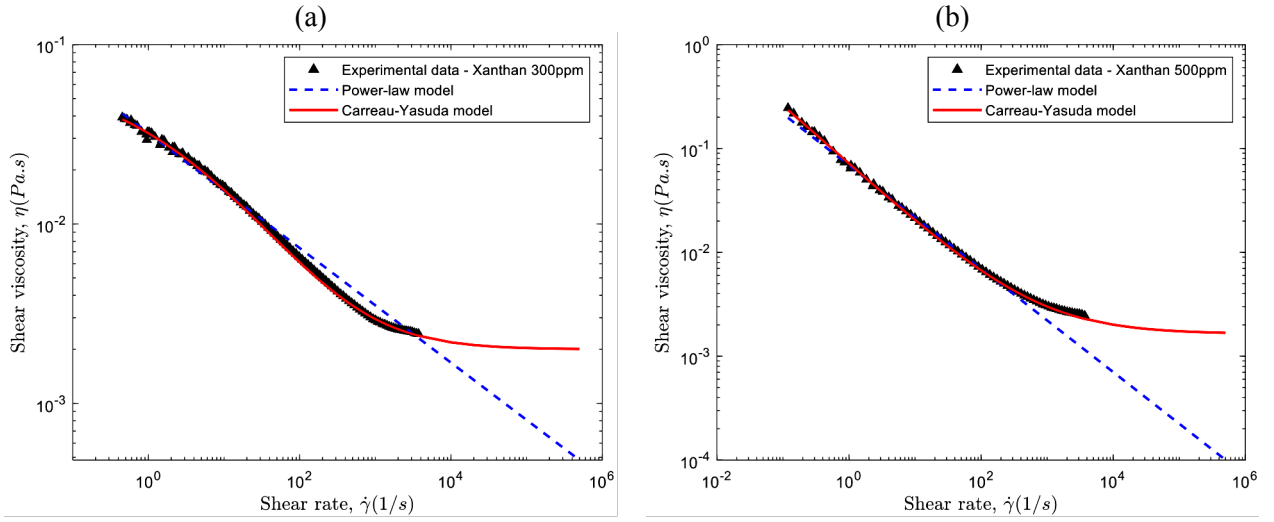 (a)
10^-1
10^-2
10^-3
Shear viscosity, η(Pa.s)
Experimental data - Xanthan 300ppm
Power-law model
Carreau-Yasuda model
10^0
10^2
10^4
10^6
Shear rate, γ̇(1/s)
(b)
10^0
10^-1
10^-2
10^-3
10^-4
Shear viscosity, η(Pa.s)
Experimental data - Xanthan 500ppm
Power-law model
Carreau-Yasuda model
10^-2
10^0
10^2
10^4
10^6
Shear rate, γ̇(1/s)